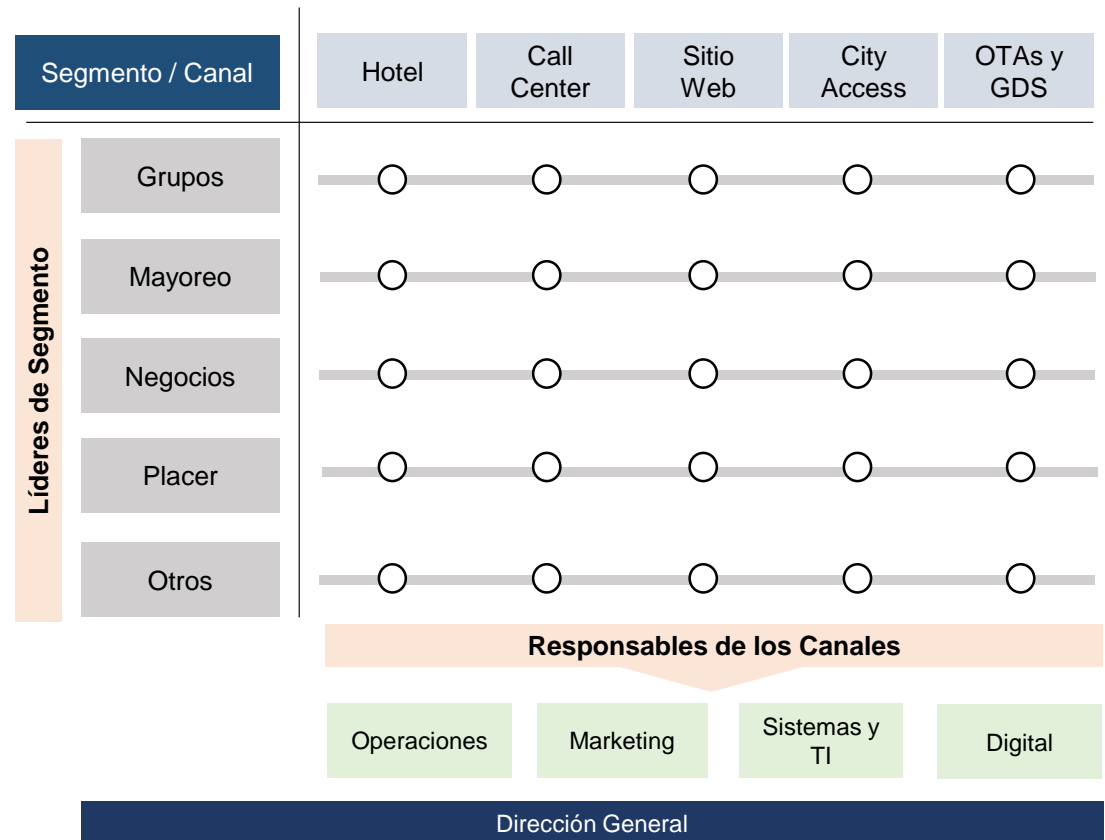 Segmento / Canal
Hotel
Call
Center
Sitio
Web
City
Access
OTAs y
GDS
Líderes de Segmento
Grupos
Mayoreo
Negocios
Placer
Otros
Responsables de los Canales
Operaciones
Marketing
Sistemas y
TI
Digital
Dirección General